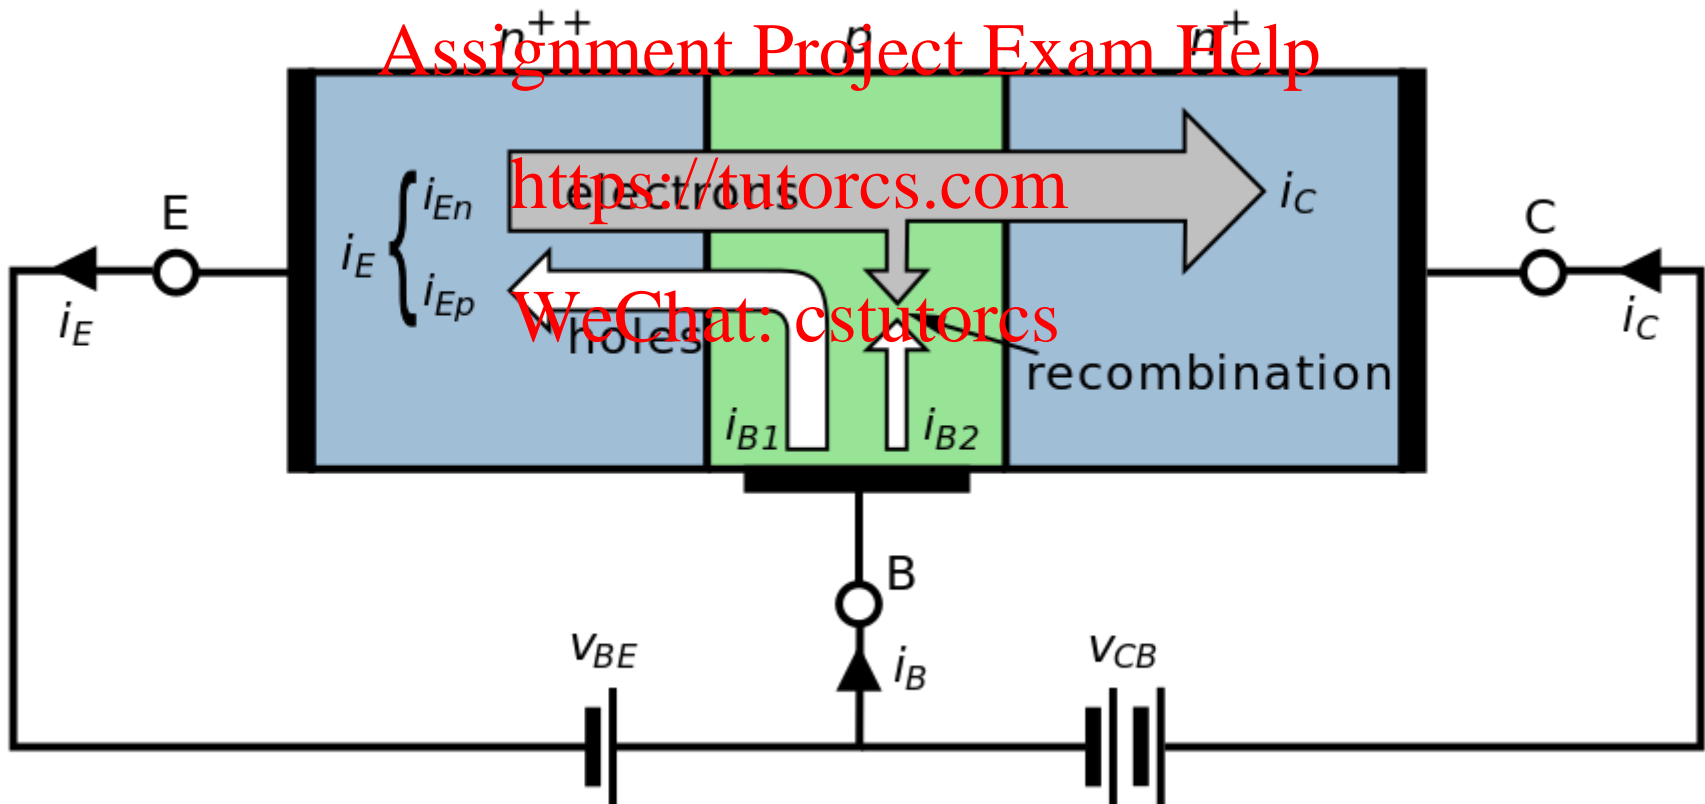 n++ p n+
Assignment Project Exam Help
E
iE
iE { iEn
iEp
electrons
https://tutorcs.com
iC
C
iC
holes
WeChat: cstutorcs
recombination
iB1
iB2
B
iB
vBE
vCB